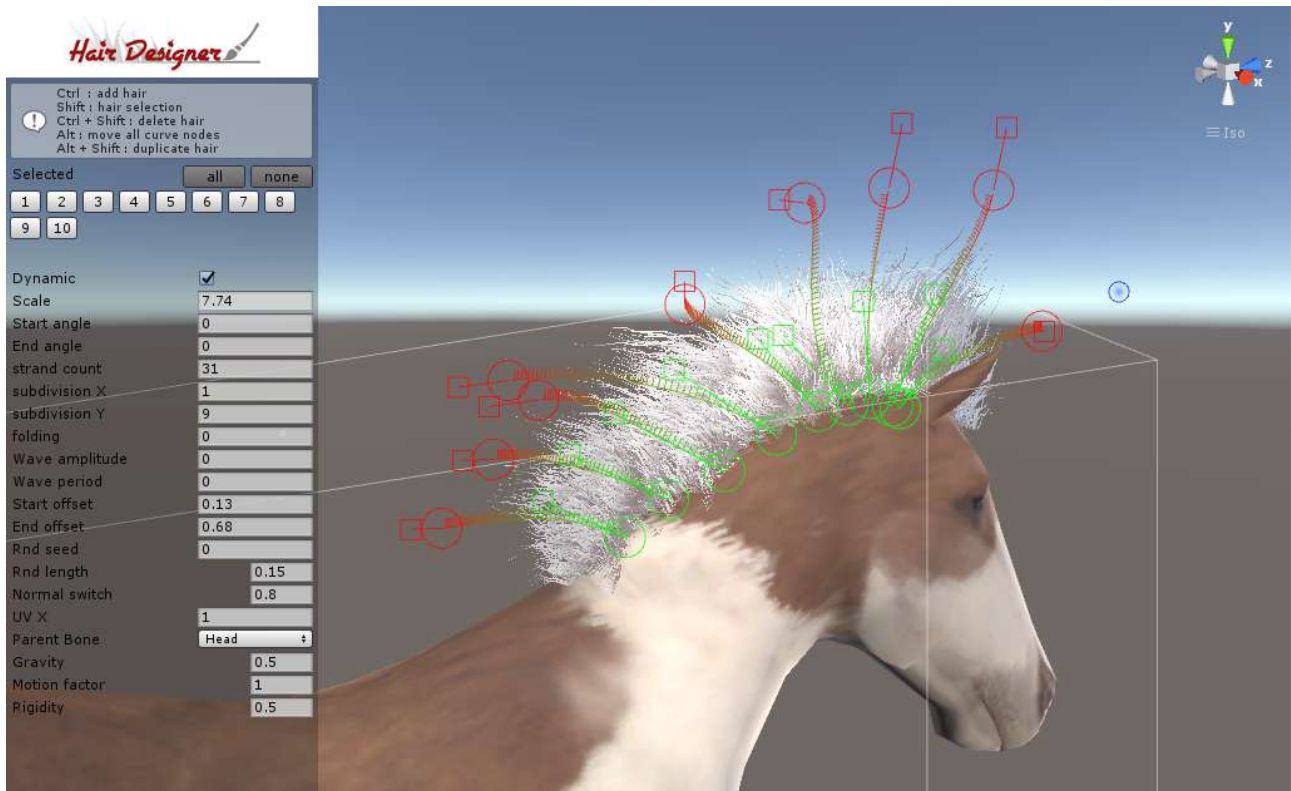 Hair Designer
Ctrl : add hair
Shift : hair selection
Ctrl + Shift : delete hair
Alt : move all curve nodes
Alt + Shift : duplicate hair
Selected all none
1 2 3 4 5 6 7 8
9 10
Dynamic
Scale 7.74
Start angle 0
End angle 0
strand count 31
subdivision X 1
subdivision Y 9
folding 0
Wave amplitude 0
Wave period 0
Start offset 0.13
End offset 0.68
Rnd seed 0
Rnd length 0.15
Normal switch 0.8
UV X 1
Parent Bone Head
Gravity 0.5
Motion factor 1
Rigidity 0.5
y
z
x
Iso